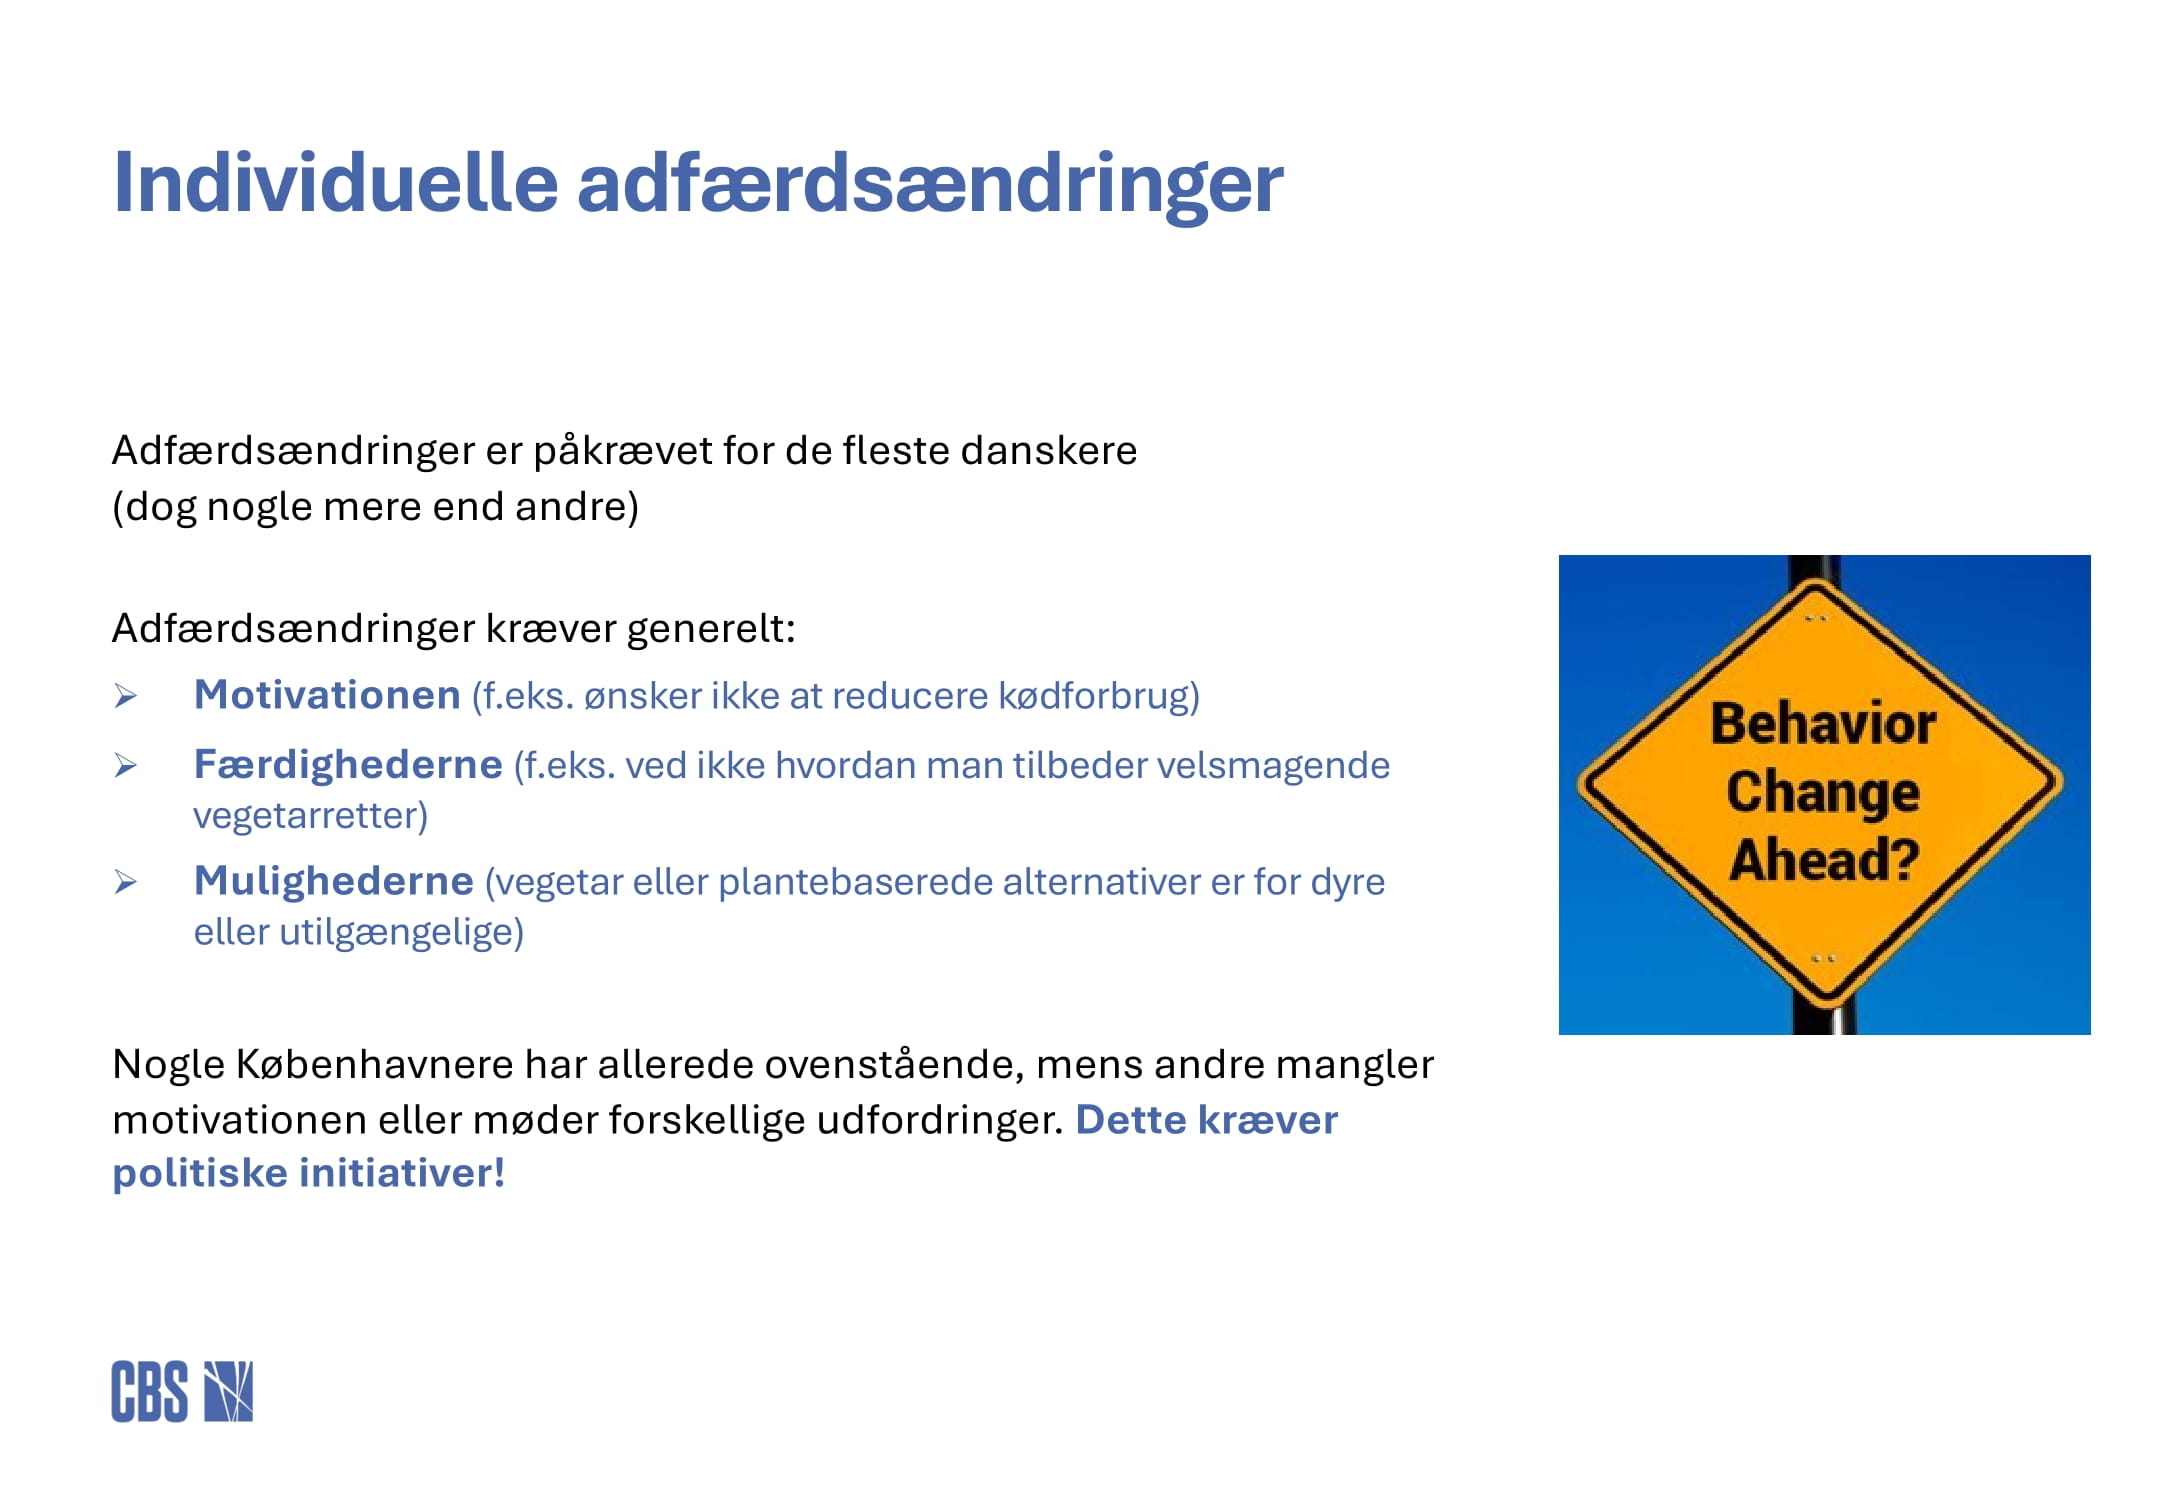 Individuelle adfærdsændringer
Adfærdsændringer er påkrævet for de fleste danskere
(dog nogle mere end andre)
Adfærdsændringer kræver generelt:
➢ Motivationen (f.eks. ønsker ikke at reducere kødforbrug)
➢ Færdighederne (f.eks. ved ikke hvordan man tilbeder velsmagende
vegetarretter)
➢ Mulighederne (vegetar eller plantebaserede alternativer er for dyre
eller utilgængelige)
Nogle Københavnere har allerede ovenstående, mens andre mangler
motivationen eller møder forskellige udfordringer. Dette kræver
politiske initiativer!
Behavior
Change
Ahead?
CBS